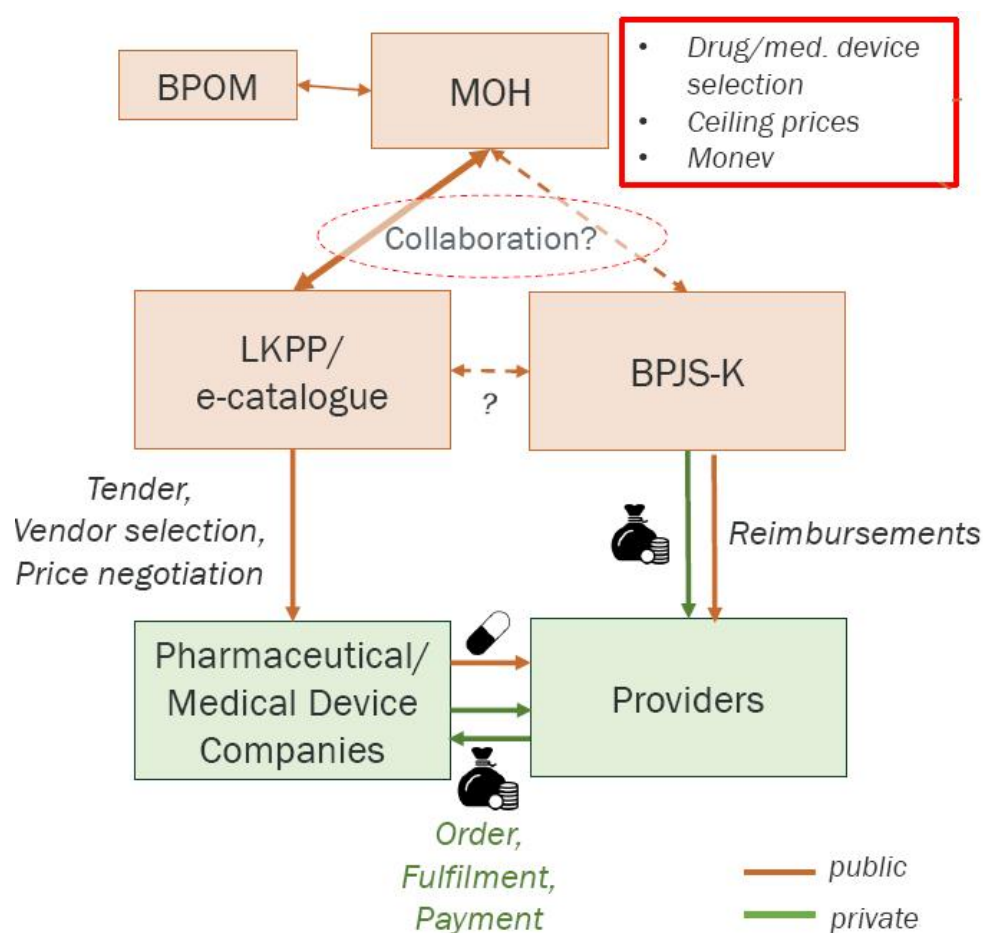 BPOM
MOH
• Drug/med. device
selection
• Ceiling prices
• Monev
Collaboration?
LKPP/
e-catalogue
?
BPJS-K
Tender,
Vendor selection,
Price negotiation
Reimbursements
Pharmaceutical/
Medical Device
Companies
Providers
Order,
Fulfilment,
Payment
public
private